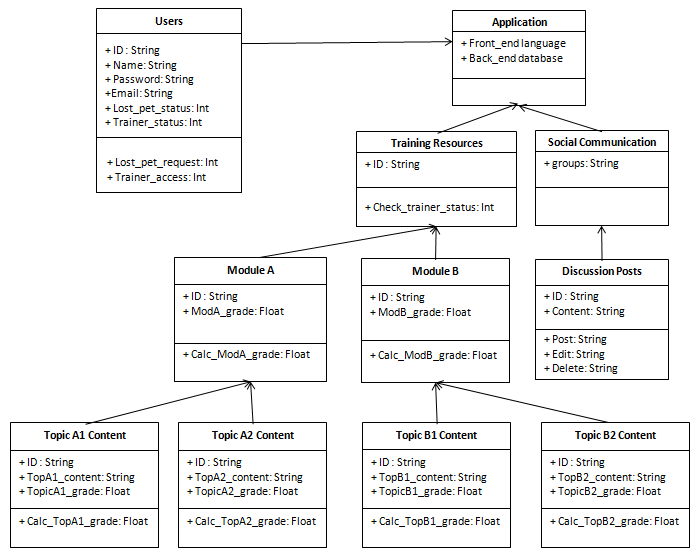 Users
+ ID : String
+ Name: String
+ Password: String
+Email: String
+ Lost_pet_status: Int
+ Trainer_status: Int
+ Lost_pet_request: Int
+ Trainer_access: Int
Application
+ Front_end language
+ Back_end database
Training Resources
+ ID : String
+ Check_trainer_status: Int
Social Communication
+ groups: String
Module A
+ ID : String
+ ModA_grade: Float
+ Calc_ModA_grade: Float
Module B
+ ID : String
+ ModB_grade: Float
+ Calc_ModB_grade: Float
Discussion Posts
+ ID : String
+ Content: String
+ Post: String
+ Edit: String
+ Delete: String
Topic A1 Content
+ ID : String
+ TopA1_content: String
+ TopicA1_grade: Float
+ Calc_TopA1_grade: Float
Topic A2 Content
+ ID : String
+ TopA2_content: String
+ TopicA2_grade: Float
+ Calc_TopA2_grade: Float
Topic B1 Content
+ ID : String
+ TopB1_content: String
+ TopicB1_grade: Float
+ Calc_TopB1_grade: Float
Topic B2 Content
+ ID : String
+ TopB2_content: String
+ TopicB2_grade: Float
+ Calc_TopB2_grade: Float